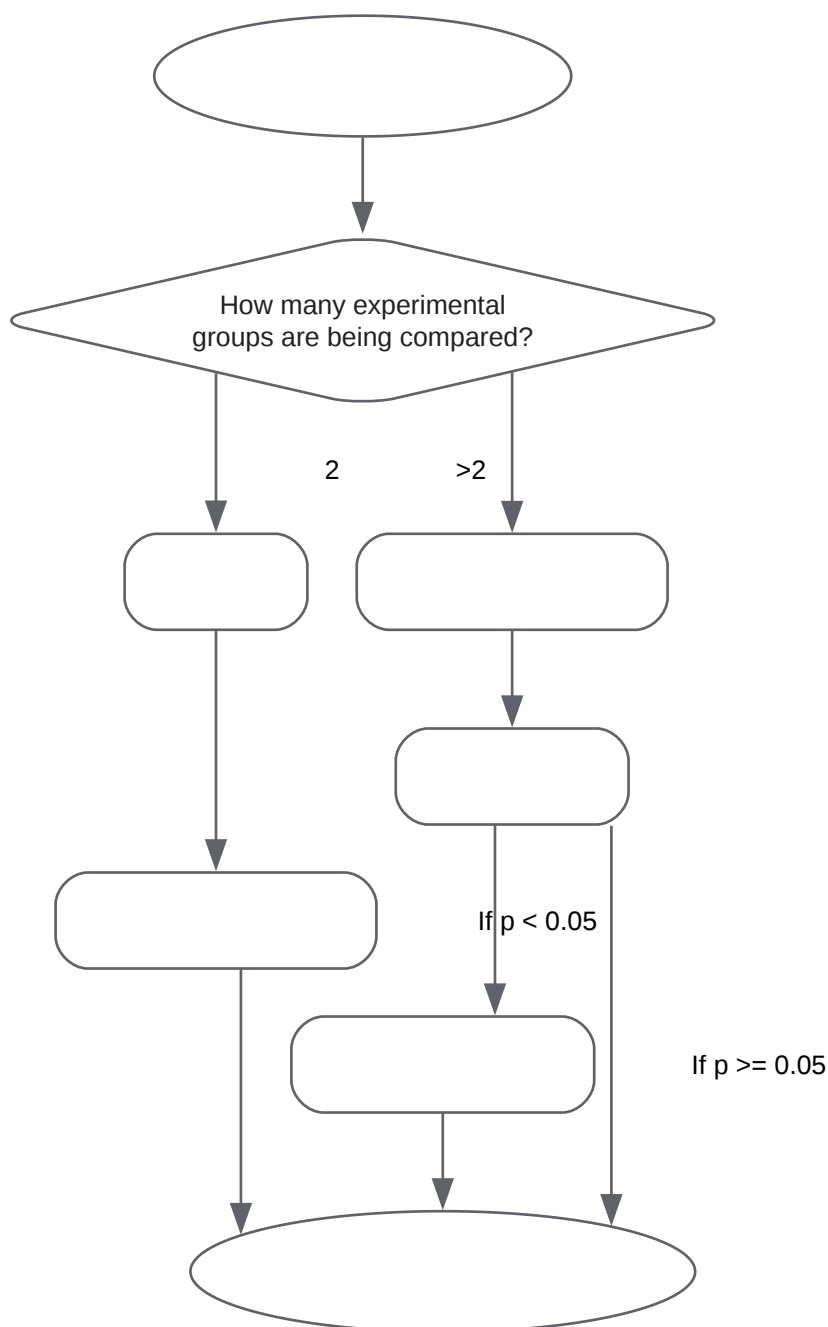 How many experimental
groups are being compared?
2
>2
If p < 0.05
If p >= 0.05